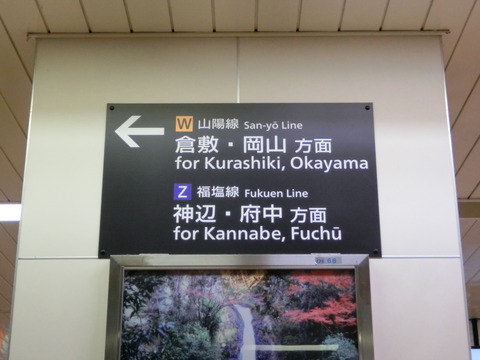 ← W 山陽線 San-yō Line
倉敷・岡山 方面
for Kurashiki, Okayama
Z 福塩線 Fukuen Line
神辺・府中 方面
for Kannabe, Fuchū